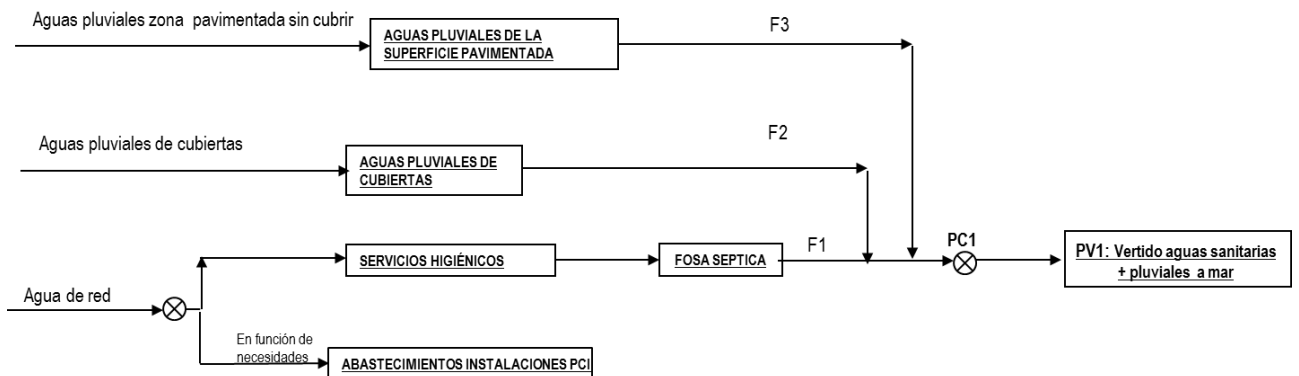 Aguas pluviales zona pavimentada sin cubrir
AGUAS PLUVIALES DE LA
SUPERFICIE PAVIMENTADA
F3
Aguas pluviales de cubiertas
AGUAS PLUVIALES DE
CUBIERTAS
F2
SERVICIOS HIGIÉNICOS
FOSA SEPTICA
F1
PC1
PV1: Vertido aguas sanitarias
+ pluviales a mar
Agua de red
En función de
necesidades
ABASTECIMIENTOS INSTALACIONES PCI